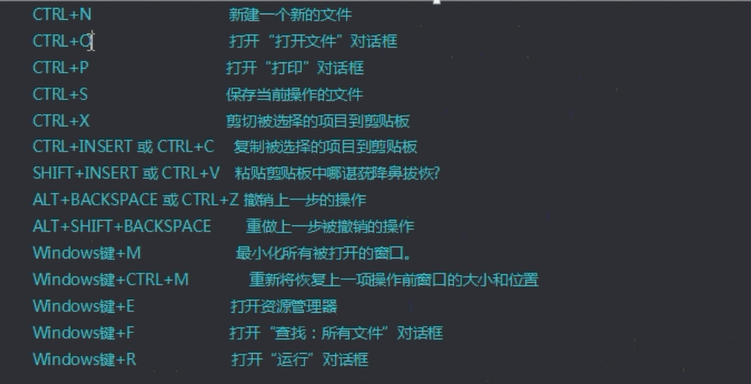 CTRL+N 新建一个新的文件
CTRL+O 打开“打开文件”对话框
CTRL+P 打开“打印”对话框
CTRL+S 保存当前操作的文件
CTRL+X 剪切被选择的项目到剪贴板
CTRL+INSERT 或 CTRL+C 复制被选择的项目到剪贴板
SHIFT+INSERT 或 CTRL+V 粘贴剪贴板中哪谌菝降鼻拔恢?
ALT+BACKSPACE 或 CTRL+Z 撤销上一步的操作
ALT+SHIFT+BACKSPACE 重做上一步被撤销的操作
Windows键+M 最小化所有被打开的窗口。
Windows键+CTRL+M 重新将恢复上一项操作前窗口的大小和位置
Windows键+E 打开资源管理器
Windows键+F 打开“查找：所有文件”对话框
Windows键+R 打开“运行”对话框